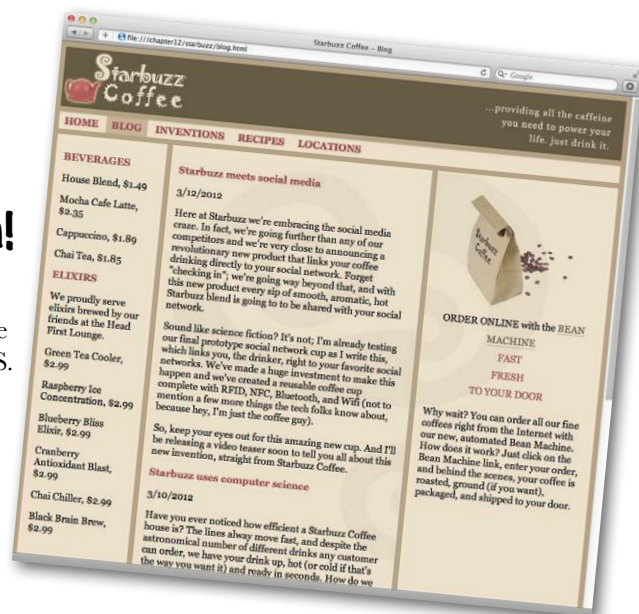 Starbuzz Coffee – Blog
file:///chapter12/starbuzz/blog.html
Google
Starbuzz
Coffee
...providing all the caffeine
you need to power your
life. just drink it.
HOME BLOG INVENTIONS RECIPES LOCATIONS
BEVERAGES
House Blend, $1.49
Mocha Cafe Latte,
$2.35
Cappuccino, $1.89
Chai Tea, $1.85
ELIXIRS
We proudly serve
elixirs brewed by our
friends at the Head
First Lounge.
Green Tea Cooler,
$2.99
Raspberry Ice
Concentration, $2.99
Blueberry Bliss
Elixir, $2.99
Cranberry
Antioxidant Blast,
$2.99
Chai Chiller, $2.99
Black Brain Brew,
$2.99
Starbuzz meets social media
3/12/2012
Here at Starbuzz we're embracing the social media
craze. In fact, we're going further than any of our
competitors and we're very close to announcing a
revolutionary new product that links your coffee
drinking directly to your social network. Forget
"checking in"; we're going way beyond that, and with
this new product every sip of smooth, aromatic, hot
Starbuzz blend is going to to be shared with your social
network.
Sound like science fiction? It's not; I'm already testing
our final prototype social network cup as I write this,
which links you, the drinker, right to your favorite social
networks. We've made a huge investment to make this
happen and we've created a reusable coffee cup
complete with RFID, NFC, Bluetooth, and Wifi (not to
mention a few more things the tech folks know about,
because hey, I'm just the coffee guy).
So, keep your eyes out for this amazing new cup. And I'll
be releasing a video teaser soon to tell you all about this
new invention, straight from Starbuzz Coffee.
Starbuzz uses computer science
3/10/2012
Have you ever noticed how efficient a Starbuzz Coffee
house is? The lines alway move fast, and despite the
astronomical number of different drinks any customer
can order, we have your drink up, hot (or cold if that's
the way you want it) and ready in seconds. How do we
Starbuzz
Coffee
ORDER ONLINE with the BEAN
MACHINE
FAST
FRESH
TO YOUR DOOR
Why wait? You can order all our fine
coffees right from the Internet with
our new, automated Bean Machine.
How does it work? Just click on the
Bean Machine link, enter your order,
and behind the scenes, your coffee is
roasted, ground (if you want),
packaged, and shipped to your door.
!
e
S.